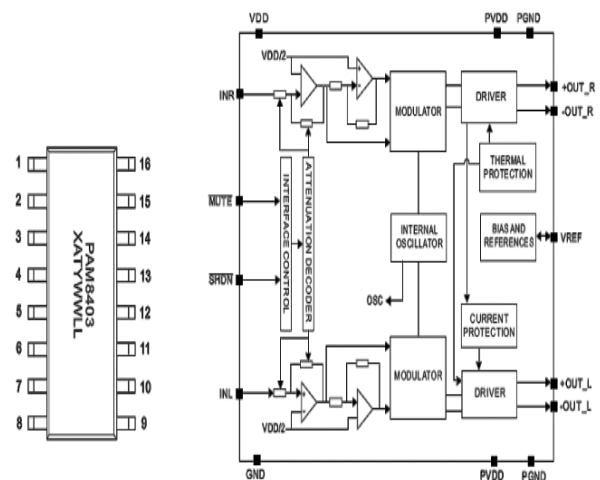 1
2
3
4
5
6
7
8
PAM8403
XATYWWLL
16
15
14
13
12
11
10
9
VDD
PVDD
PGND
VDD/2
INR
MODULATOR
DRIVER
+OUT_R
-OUT_R
THERMAL
PROTECTION
MUTE
INTERFACE CONTROL
ATTENUATION DECODER
INTERNAL
OSCILLATOR
BIAS AND
REFERENCES
VREF
SHDN
OSC
CURRENT
PROTECTION
INL
MODULATOR
DRIVER
+OUT_L
-OUT_L
VDD/2
GND
PVDD
PGND